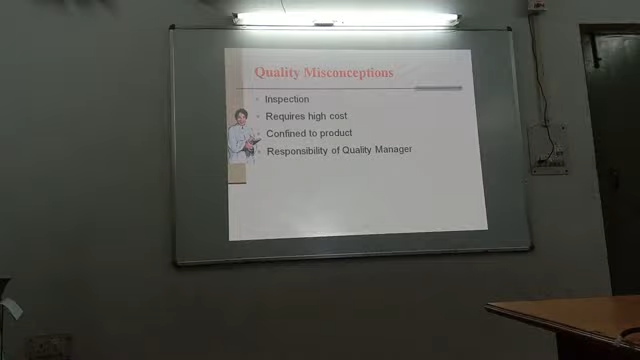 Quality Misconceptions
Inspection
Requires high cost
Confined to product
Responsibility of Quality Manager